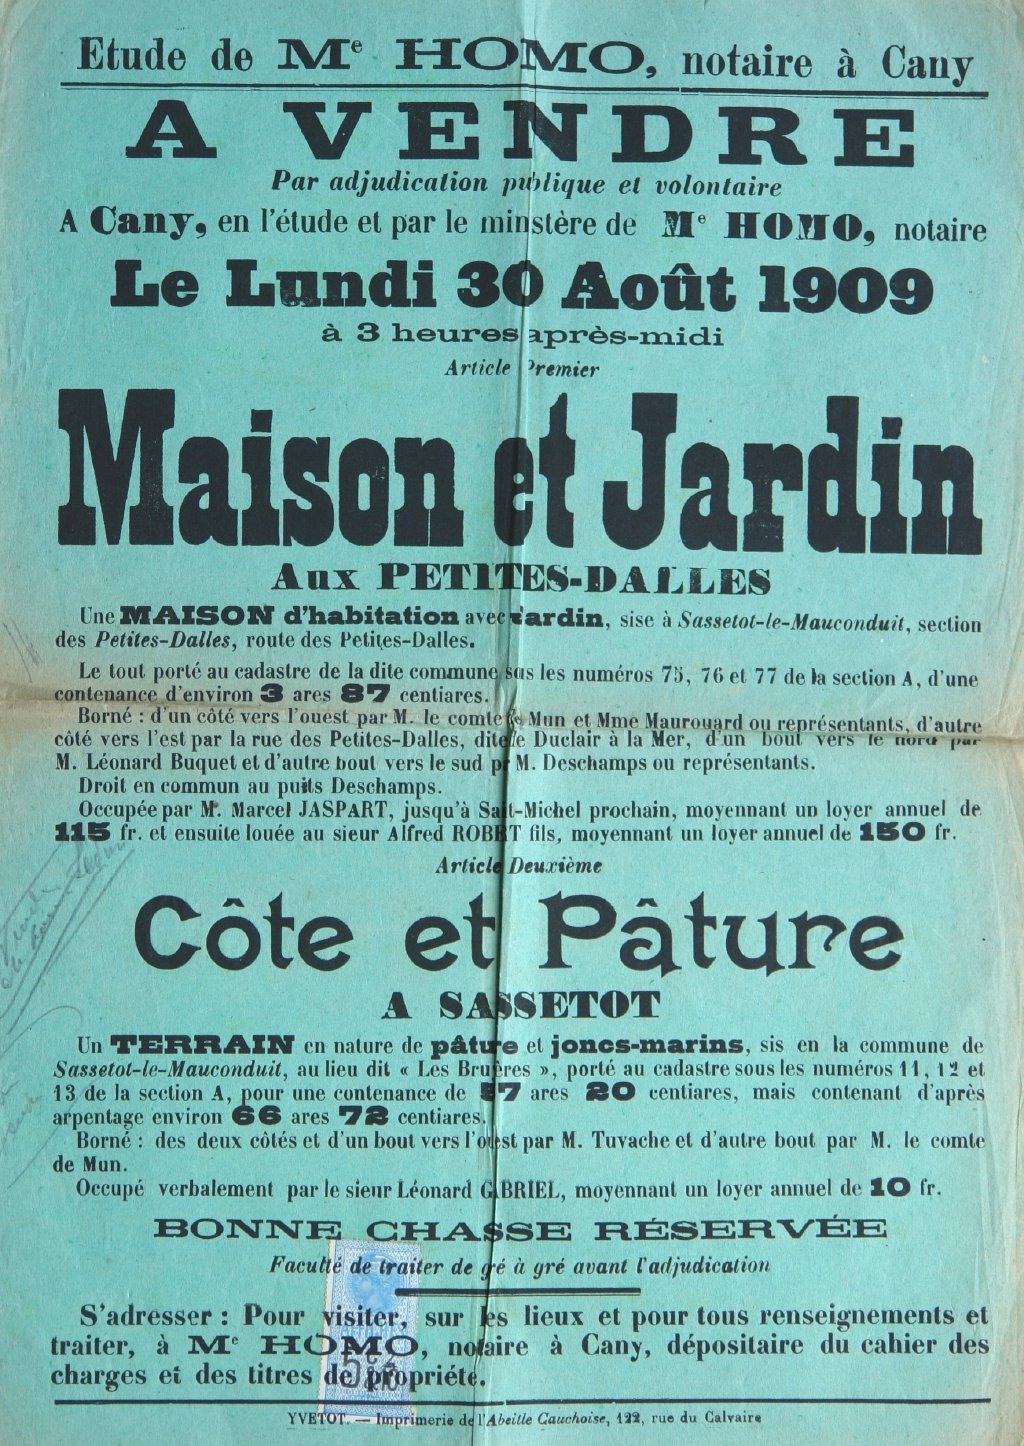 Etude de Me HOMO, notaire à Cany
A VENDRE
Par adjudication publique et volontaire
A Cany, en l'étude et par le minstère de Me HOMO, notaire
Le Lundi 30 Août 1909
à 3 heures après-midi
Article Premier
Maison et Jardin
Aux PETITES-DALLES
Une MAISON d'habitation avec Jardin, sise à Sassetot-le-Mauconduit, section
des Petites-Dalles, route des Petites-Dalles.
Le tout porté au cadastre de la dite commune sous les numéros 75, 76 et 77 de la section A, d'une
contenance d'environ 3 ares 87 centiares.
Borné : d'un côté vers l'ouest par M. le comte de Mun et Mme Maurouard ou représentants, d'autre
côté vers l'est par la rue des Petites-Dalles, dite de Duclair à la Mer, d'un bout vers le nord par
M. Léonard Buquet et d'autre bout vers le sud par M. Deschamps ou représentants.
Droit en commun au puits Deschamps.
Occupée par M. Marcel JASPART, jusqu'à Saint-Michel prochain, moyennant un loyer annuel de
115 fr. et ensuite louée au sieur Alfred ROBERT fils, moyennant un loyer annuel de 150 fr.
Article Deuxième
Côte et Pâture
A SASSETOT
Un TERRAIN en nature de pâture et joncs-marins, sis en la commune de
Sassetot-le-Mauconduit, au lieu dit « Les Bruyères », porté au cadastre sous les numéros 11, 12 et
13 de la section A, pour une contenance de 57 ares 20 centiares, mais contenant d'après
arpentage environ 66 ares 72 centiares.
Borné : des deux côtés et d'un bout vers l'ouest par M. Tuvache et d'autre bout par M. le comte
de Mun.
Occupé verbalement par le sieur Léonard GABRIEL, moyennant un loyer annuel de 10 fr.
BONNE CHASSE RÉSERVÉE
Faculté de traiter de gré à gré avant l'adjudication
S'adresser : Pour visiter, sur les lieux et pour tous renseignements et
traiter, à Me HOMO, notaire à Cany, dépositaire du cahier des
charges et des titres de propriété.
YVETOT. — Imprimerie de l'Abeille Cauchoise, 122, rue du Calvaire